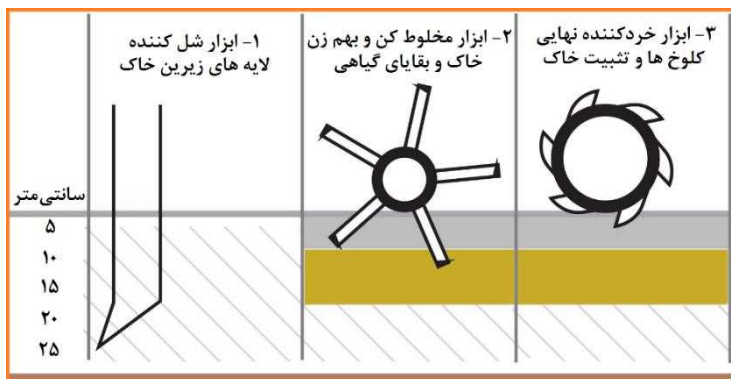 ۱- ابزار شل کننده
لایه های زیرین خاک
۲- ابزار مخلوط کن و بهم زن
خاک و بقایای گیاهی
۳- ابزار خردکننده نهایی
کلوخ ها و تثبیت خاک
سانتی متر
۵
۱۰
۱۵
۲۰
۲۵